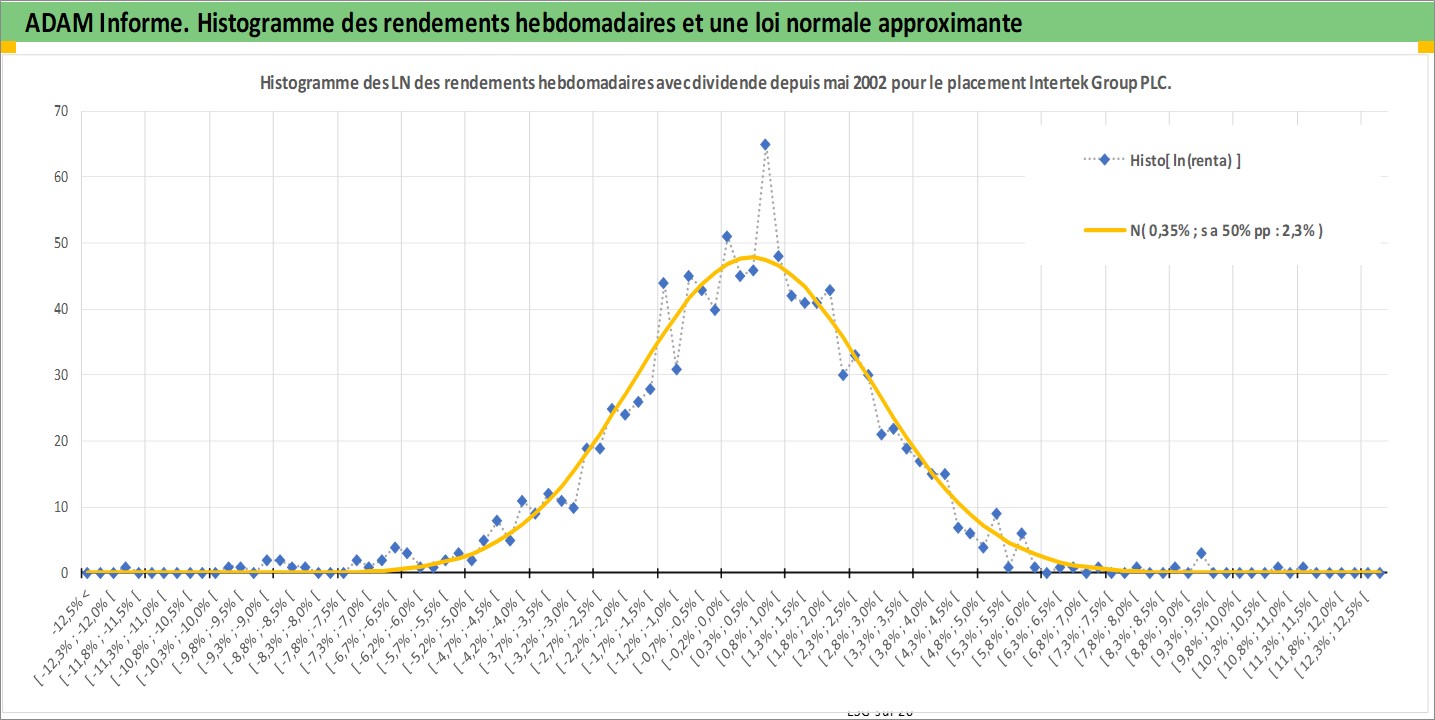 ADAM Informe. Histogramme des rendements hebdomadaires et une loi normale approximante
Histogramme des LN des rendements hebdomadaires avec dividende depuis mai 2002 pour le placement Intertek Group PLC.
70
60
50
40
30
20
10
0
Histo[ ln(renta) ]
N( 0,35% ; s a 50% pp : 2,3% )
-12,5% <
[ -12,3% ; -12,0% [
[ -11,8% ; -11,5% [
[ -11,3% ; -11,0% [
[ -10,8% ; -10,5% [
[ -10,3% ; -10,0% [
[ -9,8% ; -9,5% [
[ -9,3% ; -9,0% [
[ -8,8% ; -8,5% [
[ -8,3% ; -8,0% [
[ -7,8% ; -7,5% [
[ -7,3% ; -7,0% [
[ -6,7% ; -6,5% [
[ -6,2% ; -6,0% [
[ -5,7% ; -5,5% [
[ -5,2% ; -5,0% [
[ -4,7% ; -4,5% [
[ -4,2% ; -4,0% [
[ -3,7% ; -3,5% [
[ -3,2% ; -3,0% [
[ -2,7% ; -2,5% [
[ -2,2% ; -2,0% [
[ -1,7% ; -1,5% [
[ -1,2% ; -1,0% [
[ -0,7% ; -0,5% [
[ -0,2% ; 0,0% [
[ 0,3% ; 0,5% [
[ 0,8% ; 1,0% [
[ 1,3% ; 1,5% [
[ 1,8% ; 2,0% [
[ 2,3% ; 2,5% [
[ 2,8% ; 3,0% [
[ 3,3% ; 3,5% [
[ 3,8% ; 4,0% [
[ 4,3% ; 4,5% [
[ 4,8% ; 5,0% [
[ 5,3% ; 5,5% [
[ 5,8% ; 6,0% [
[ 6,3% ; 6,5% [
[ 6,8% ; 7,0% [
[ 7,3% ; 7,5% [
[ 7,8% ; 8,0% [
[ 8,3% ; 8,5% [
[ 8,8% ; 9,0% [
[ 9,3% ; 9,5% [
[ 9,8% ; 10,0% [
[ 10,3% ; 10,5% [
[ 10,8% ; 11,0% [
[ 11,3% ; 11,5% [
[ 11,8% ; 12,0% [
[ 12,3% ; 12,5% [